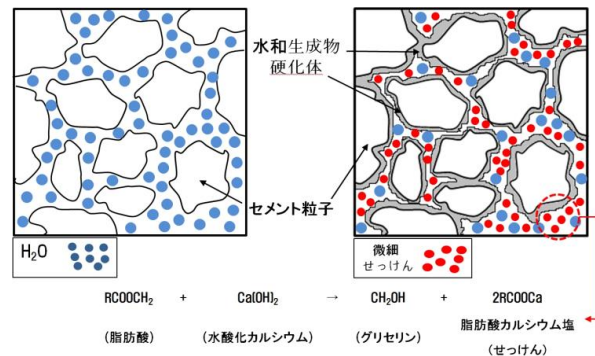 水和生成物
硬化体
セメント粒子
H₂O
微細
せっけん
RCOOCH₂ + Ca(OH)₂ → CH₂OH + 2RCOOCa
(脂肪酸) (水酸化カルシウム) (グリセリン) 脂肪酸カルシウム塩
(せっけん)